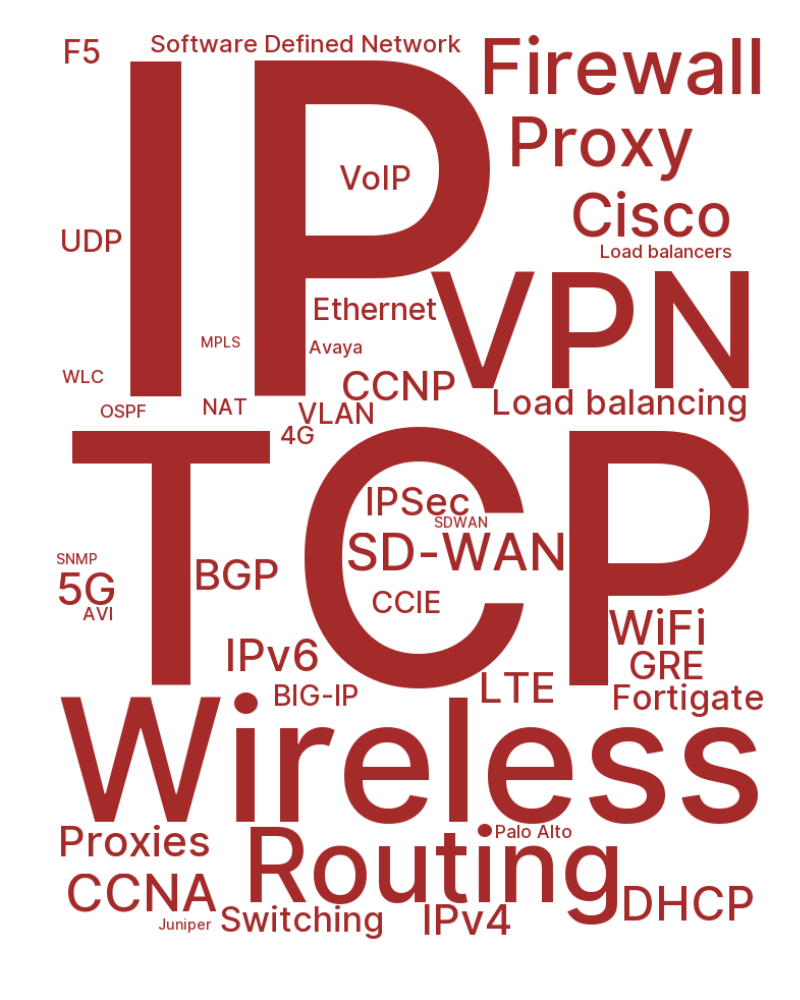 F5
Software Defined Network
Firewall
IP
Proxy
VoIP
Cisco
UDP
Load balancers
VPN
Ethernet
MPLS
Avaya
WLC
CCNP
Load balancing
OSPF
NAT
VLAN
4G
TCP
IPSec
SDWAN
SD-WAN
SNMP
5G
BGP
AVI
CCIE
WiFi
IPv6
GRE
BIG-IP
LTE
Fortigate
Wireless
Proxies
Routing
Palo Alto
CCNA
DHCP
Juniper
Switching
IPv4